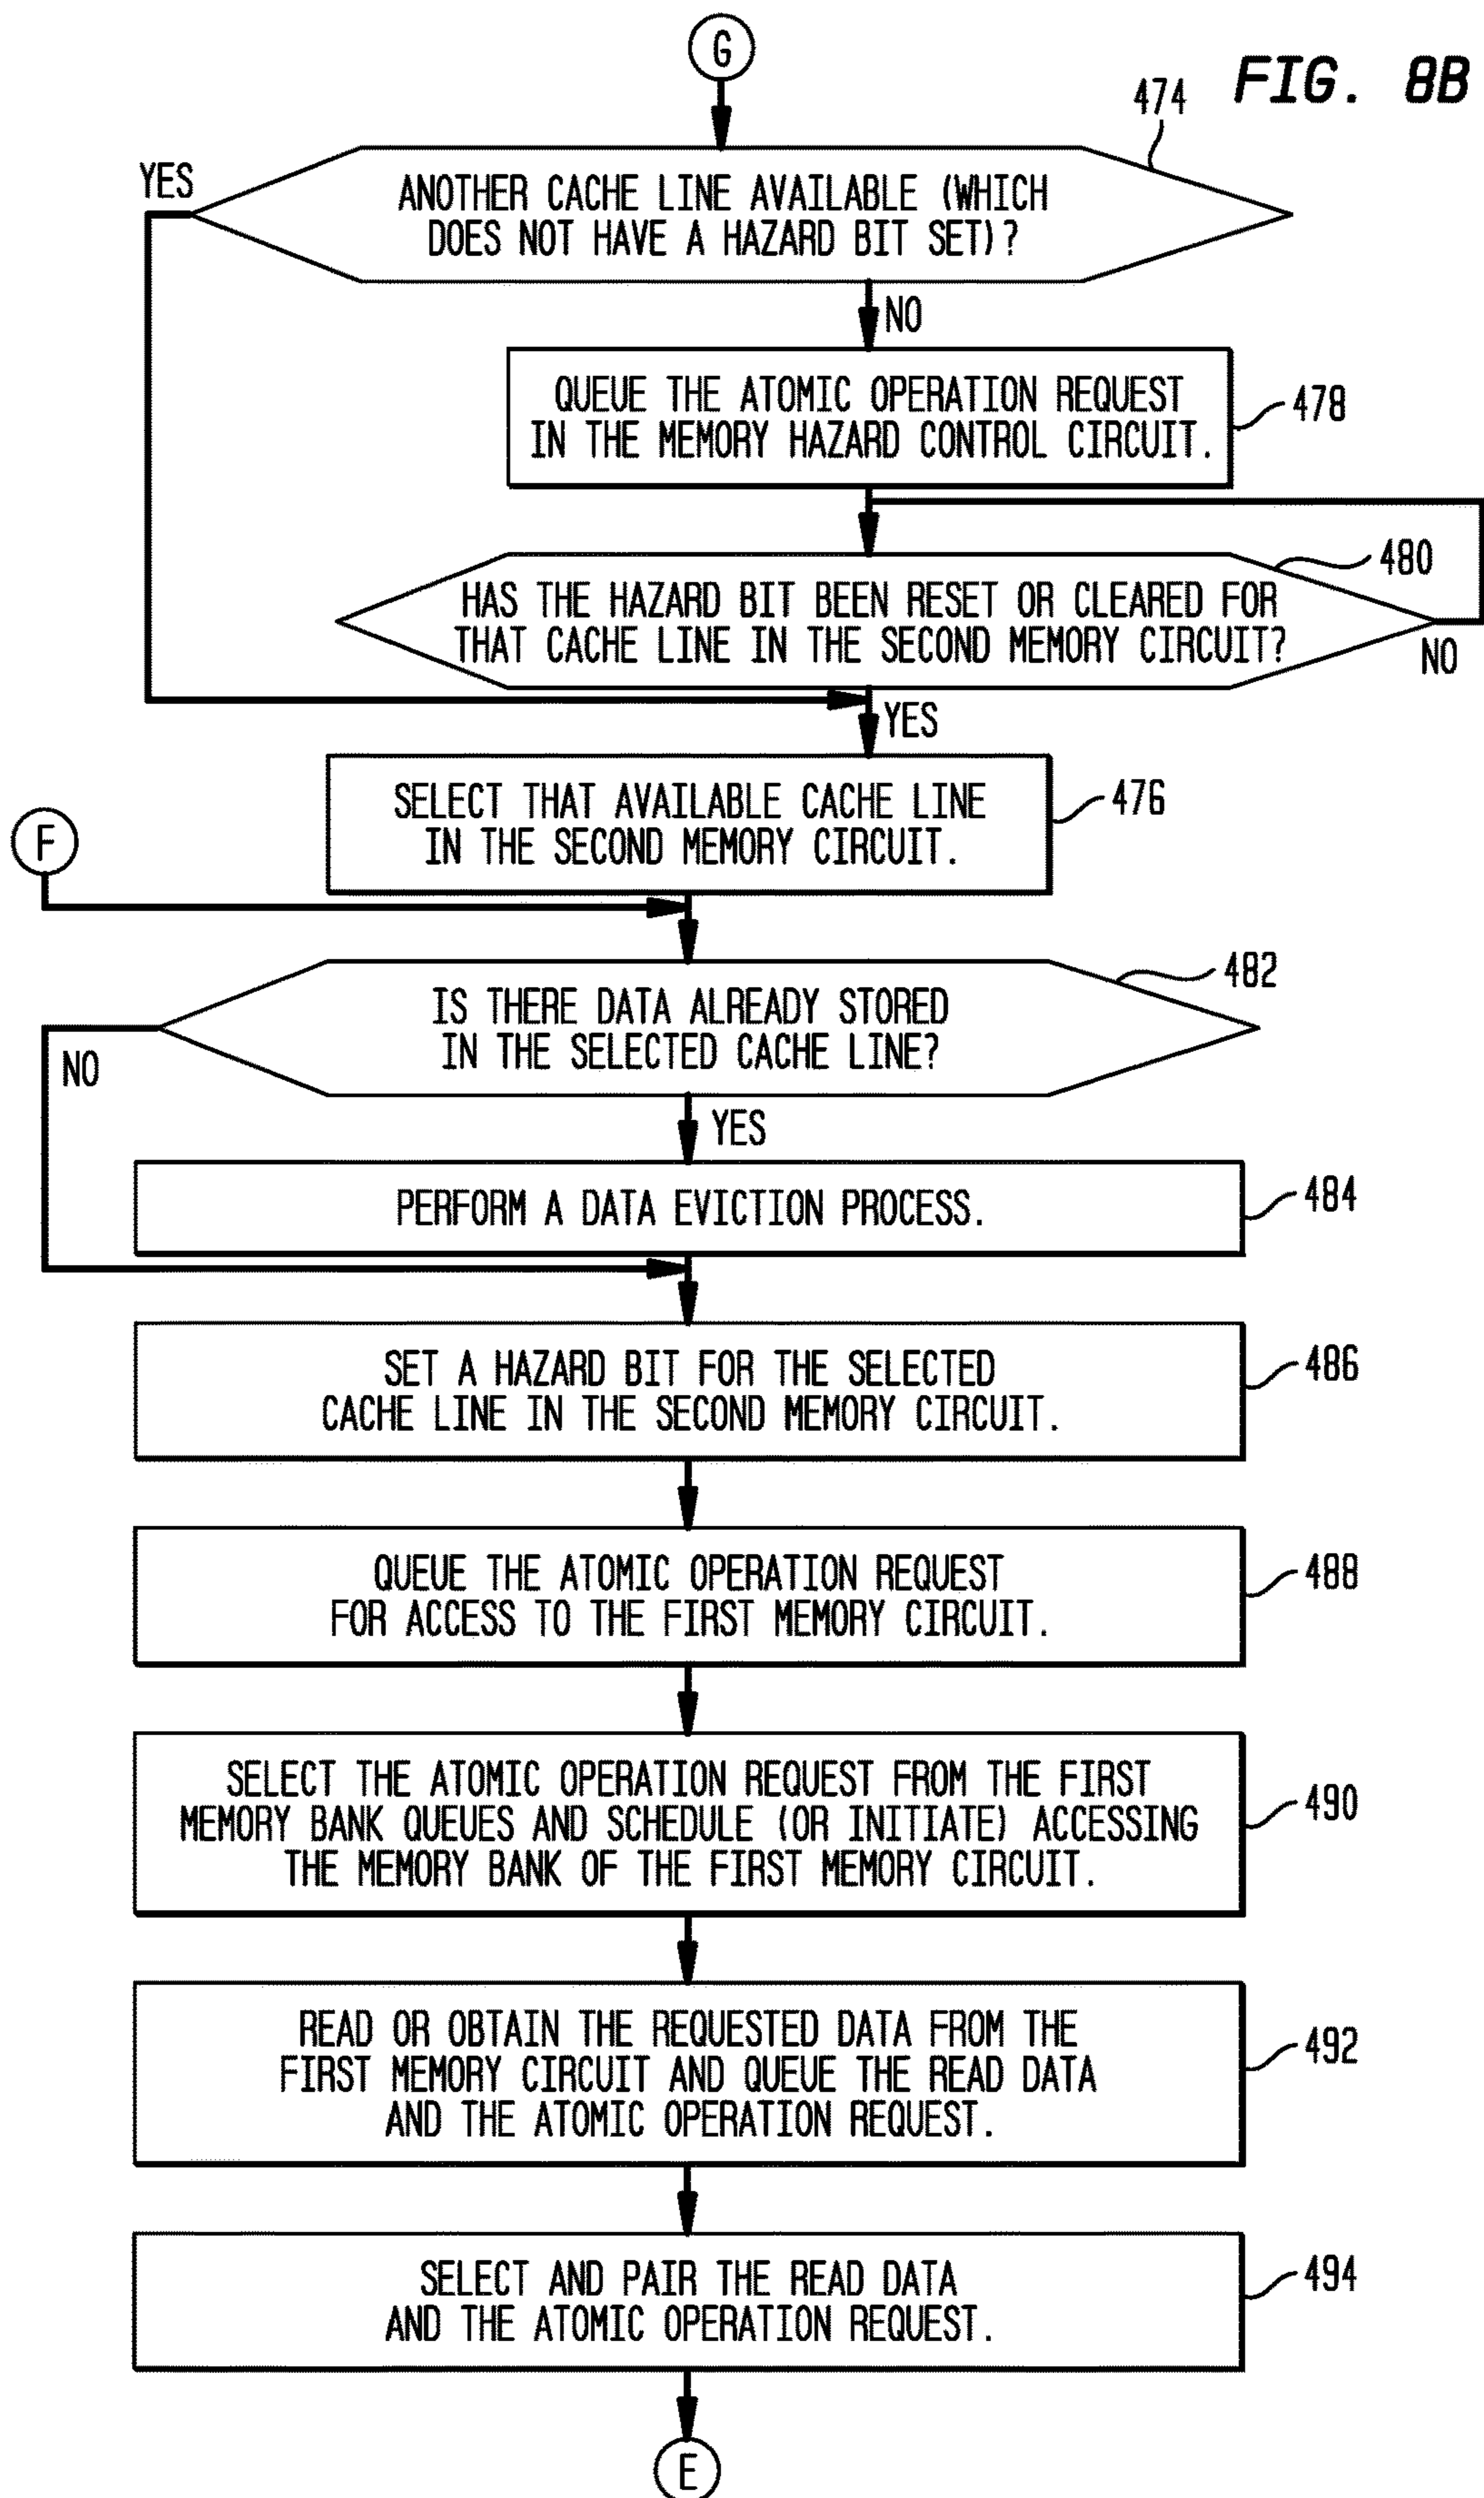 G
FIG. 8B
474
YES
ANOTHER CACHE LINE AVAILABLE (WHICH
DOES NOT HAVE A HAZARD BIT SET)?
NO
QUEUE THE ATOMIC OPERATION REQUEST
IN THE MEMORY HAZARD CONTROL CIRCUIT.
478
480
HAS THE HAZARD BIT BEEN RESET OR CLEARED FOR
THAT CACHE LINE IN THE SECOND MEMORY CIRCUIT?
NO
YES
SELECT THAT AVAILABLE CACHE LINE
IN THE SECOND MEMORY CIRCUIT.
476
F
482
IS THERE DATA ALREADY STORED
IN THE SELECTED CACHE LINE?
NO
YES
PERFORM A DATA EVICTION PROCESS.
484
SET A HAZARD BIT FOR THE SELECTED
CACHE LINE IN THE SECOND MEMORY CIRCUIT.
486
QUEUE THE ATOMIC OPERATION REQUEST
FOR ACCESS TO THE FIRST MEMORY CIRCUIT.
488
SELECT THE ATOMIC OPERATION REQUEST FROM THE FIRST
MEMORY BANK QUEUES AND SCHEDULE (OR INITIATE) ACCESSING
THE MEMORY BANK OF THE FIRST MEMORY CIRCUIT.
490
READ OR OBTAIN THE REQUESTED DATA FROM THE
FIRST MEMORY CIRCUIT AND QUEUE THE READ DATA
AND THE ATOMIC OPERATION REQUEST.
492
SELECT AND PAIR THE READ DATA
AND THE ATOMIC OPERATION REQUEST.
494
E